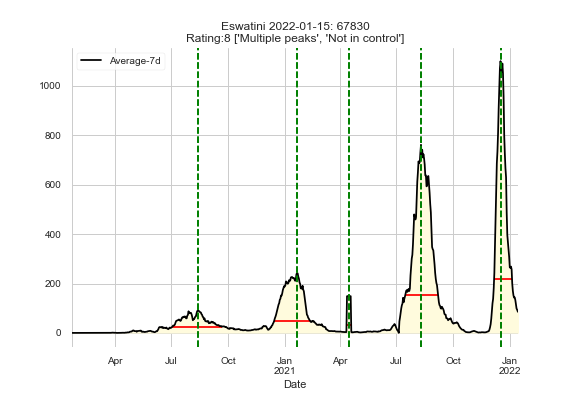 Eswatini 2022-01-15: 67830
Rating:8 ['Multiple peaks', 'Not in control']
Average-7d
1000
800
600
400
200
0
Apr Jul Oct Jan Apr Jul Oct Jan
2021 2022
Date